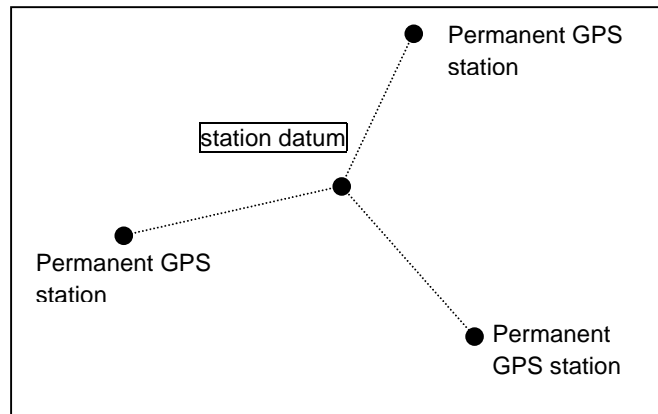 Permanent GPS
station
station datum
Permanent GPS
station
Permanent
GPS station